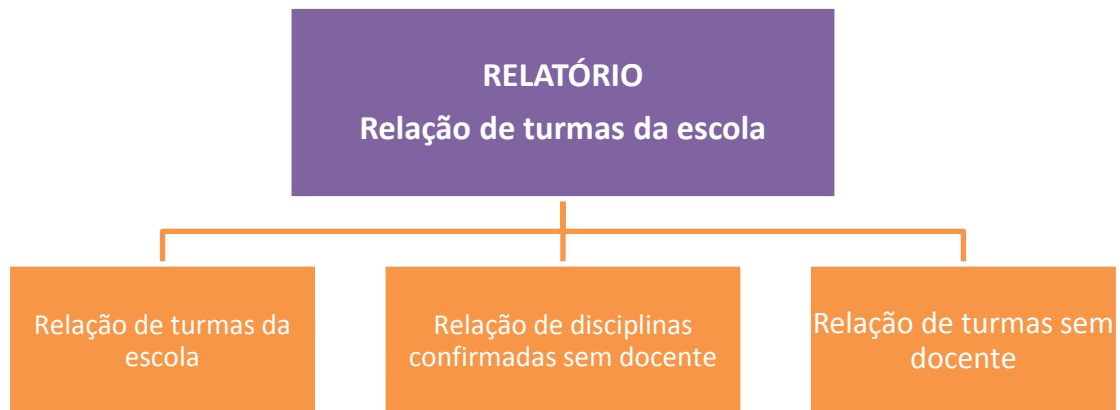 RELATÓRIO
Relação de turmas da escola
Relação de turmas da
escola
Relação de disciplinas
confirmadas sem docente
Relação de turmas sem
docente